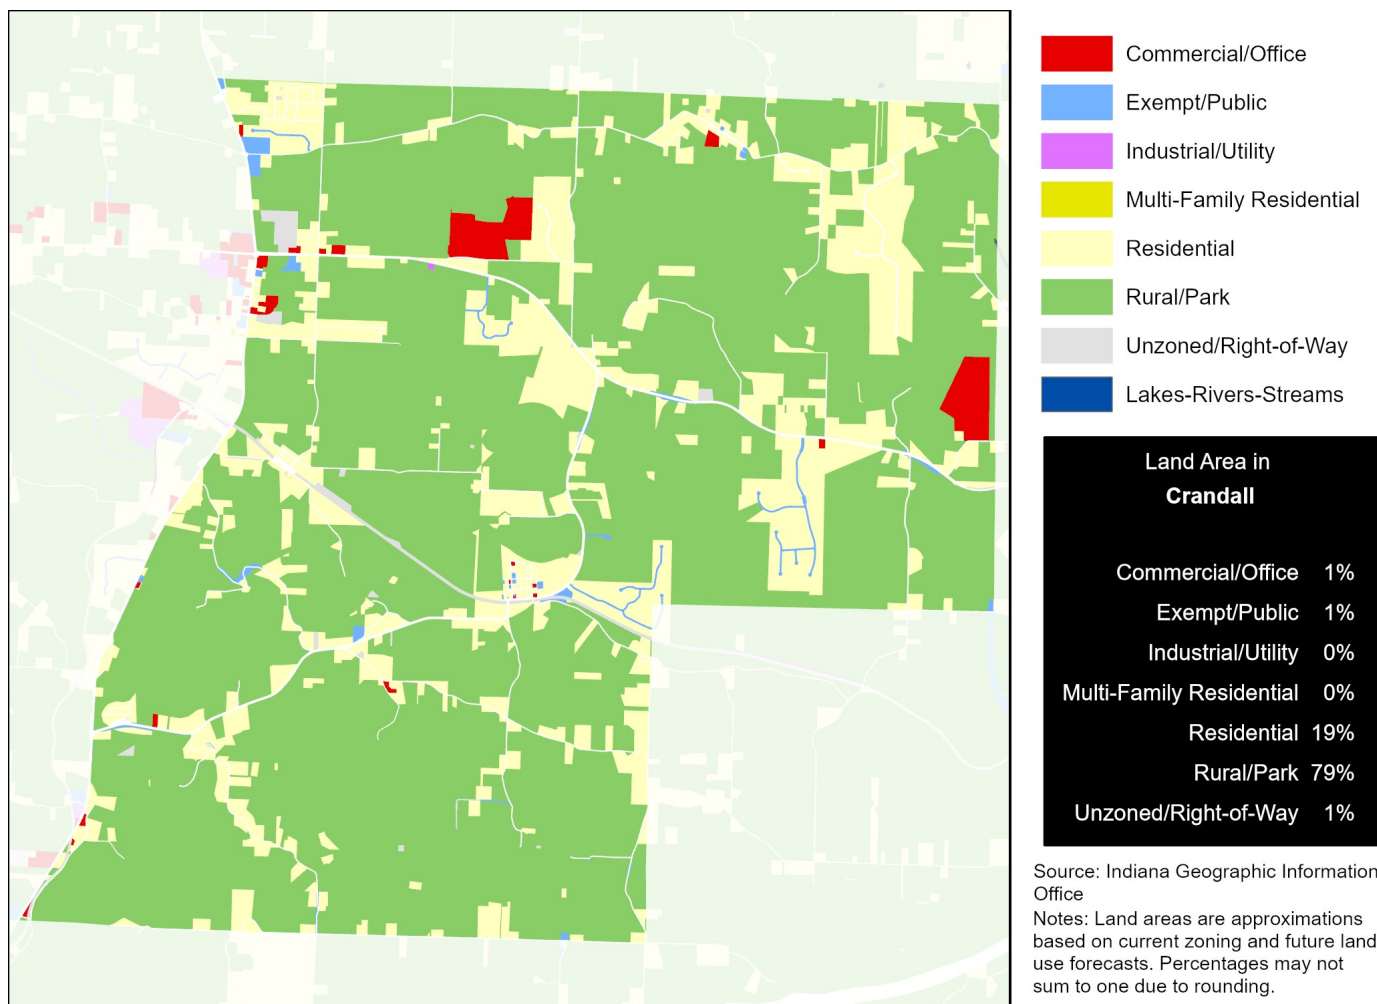 Commercial/Office
Exempt/Public
Industrial/Utility
Multi-Family Residential
Residential
Rural/Park
Unzoned/Right-of-Way
Lakes-Rivers-Streams
Land Area in
Crandall
Commercial/Office 1%
Exempt/Public 1%
Industrial/Utility 0%
Multi-Family Residential 0%
Residential 19%
Rural/Park 79%
Unzoned/Right-of-Way 1%
Source: Indiana Geographic Information
Office
Notes: Land areas are approximations
based on current zoning and future land
use forecasts. Percentages may not
sum to one due to rounding.